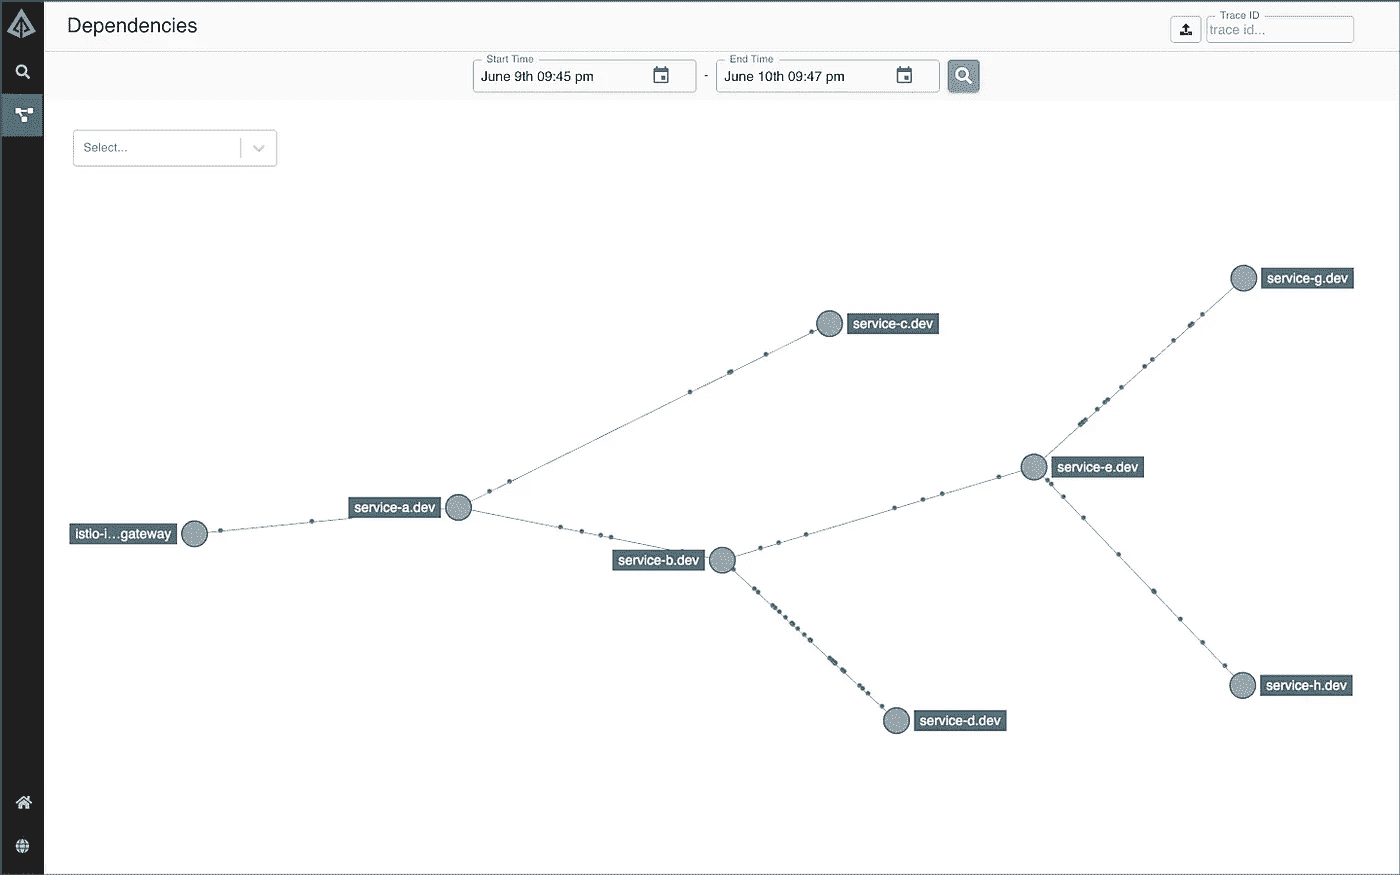 Dependencies
Trace ID
trace id...
Start Time
June 9th 09:45 pm
-
End Time
June 10th 09:47 pm
Select...
service-g.dev
service-c.dev
service-e.dev
service-a.dev
istio-i...gateway
service-b.dev
service-h.dev
service-d.dev